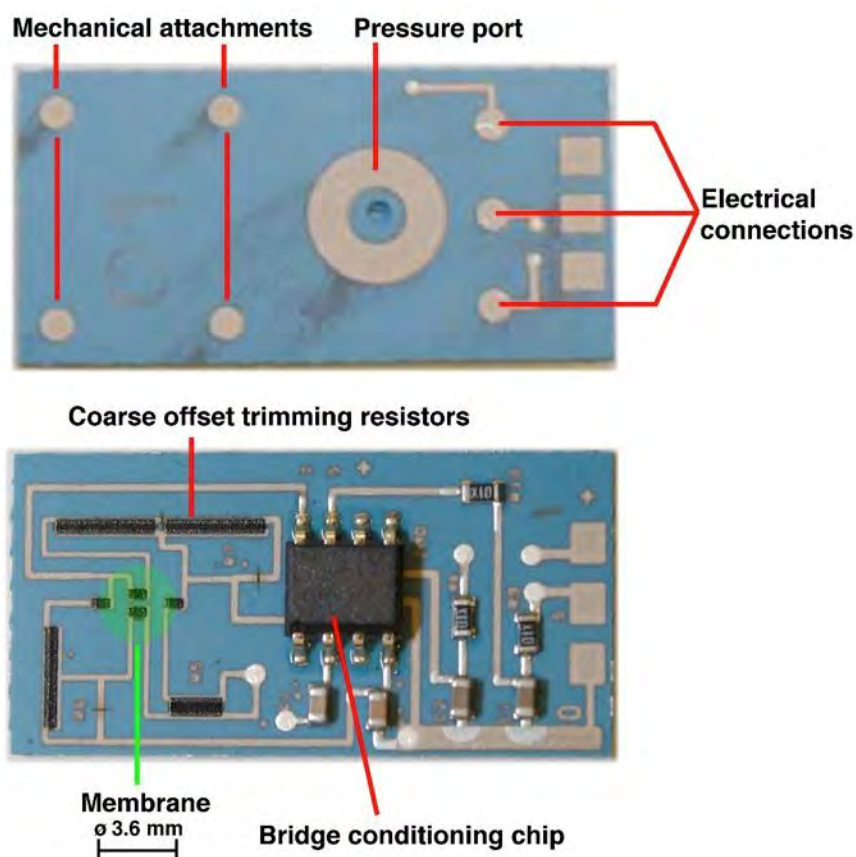 Mechanical attachments
Pressure port
Electrical
connections
Coarse offset trimming resistors
Membrane
ø 3.6 mm
Bridge conditioning chip